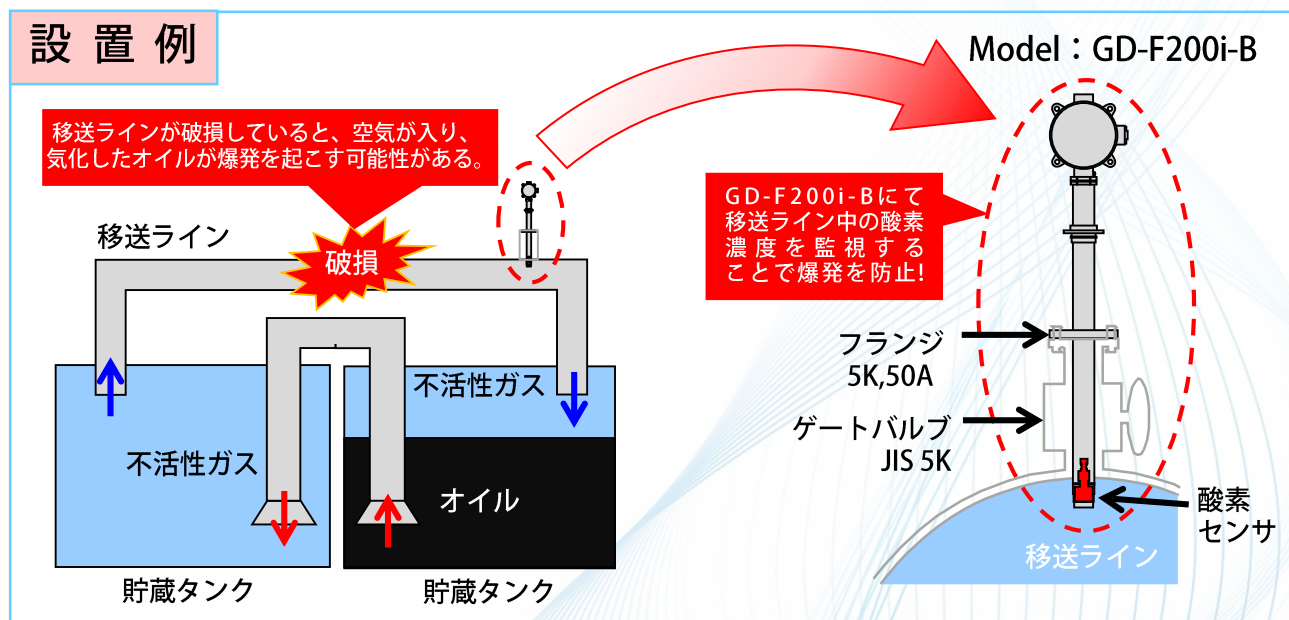 設置例
Model：GD-F200i-B
移送ラインが破損していると、空気が入り、
気化したオイルが爆発を起こす可能性がある。
GD-F200i-Bにて
移送ライン中の酸素
濃度を監視する
ことで爆発を防止!
移送ライン
破損
フランジ
5K,50A
不活性ガス
ゲートバルブ
JIS 5K
不活性ガス
オイル
酸素
センサ
移送ライン
貯蔵タンク
貯蔵タンク